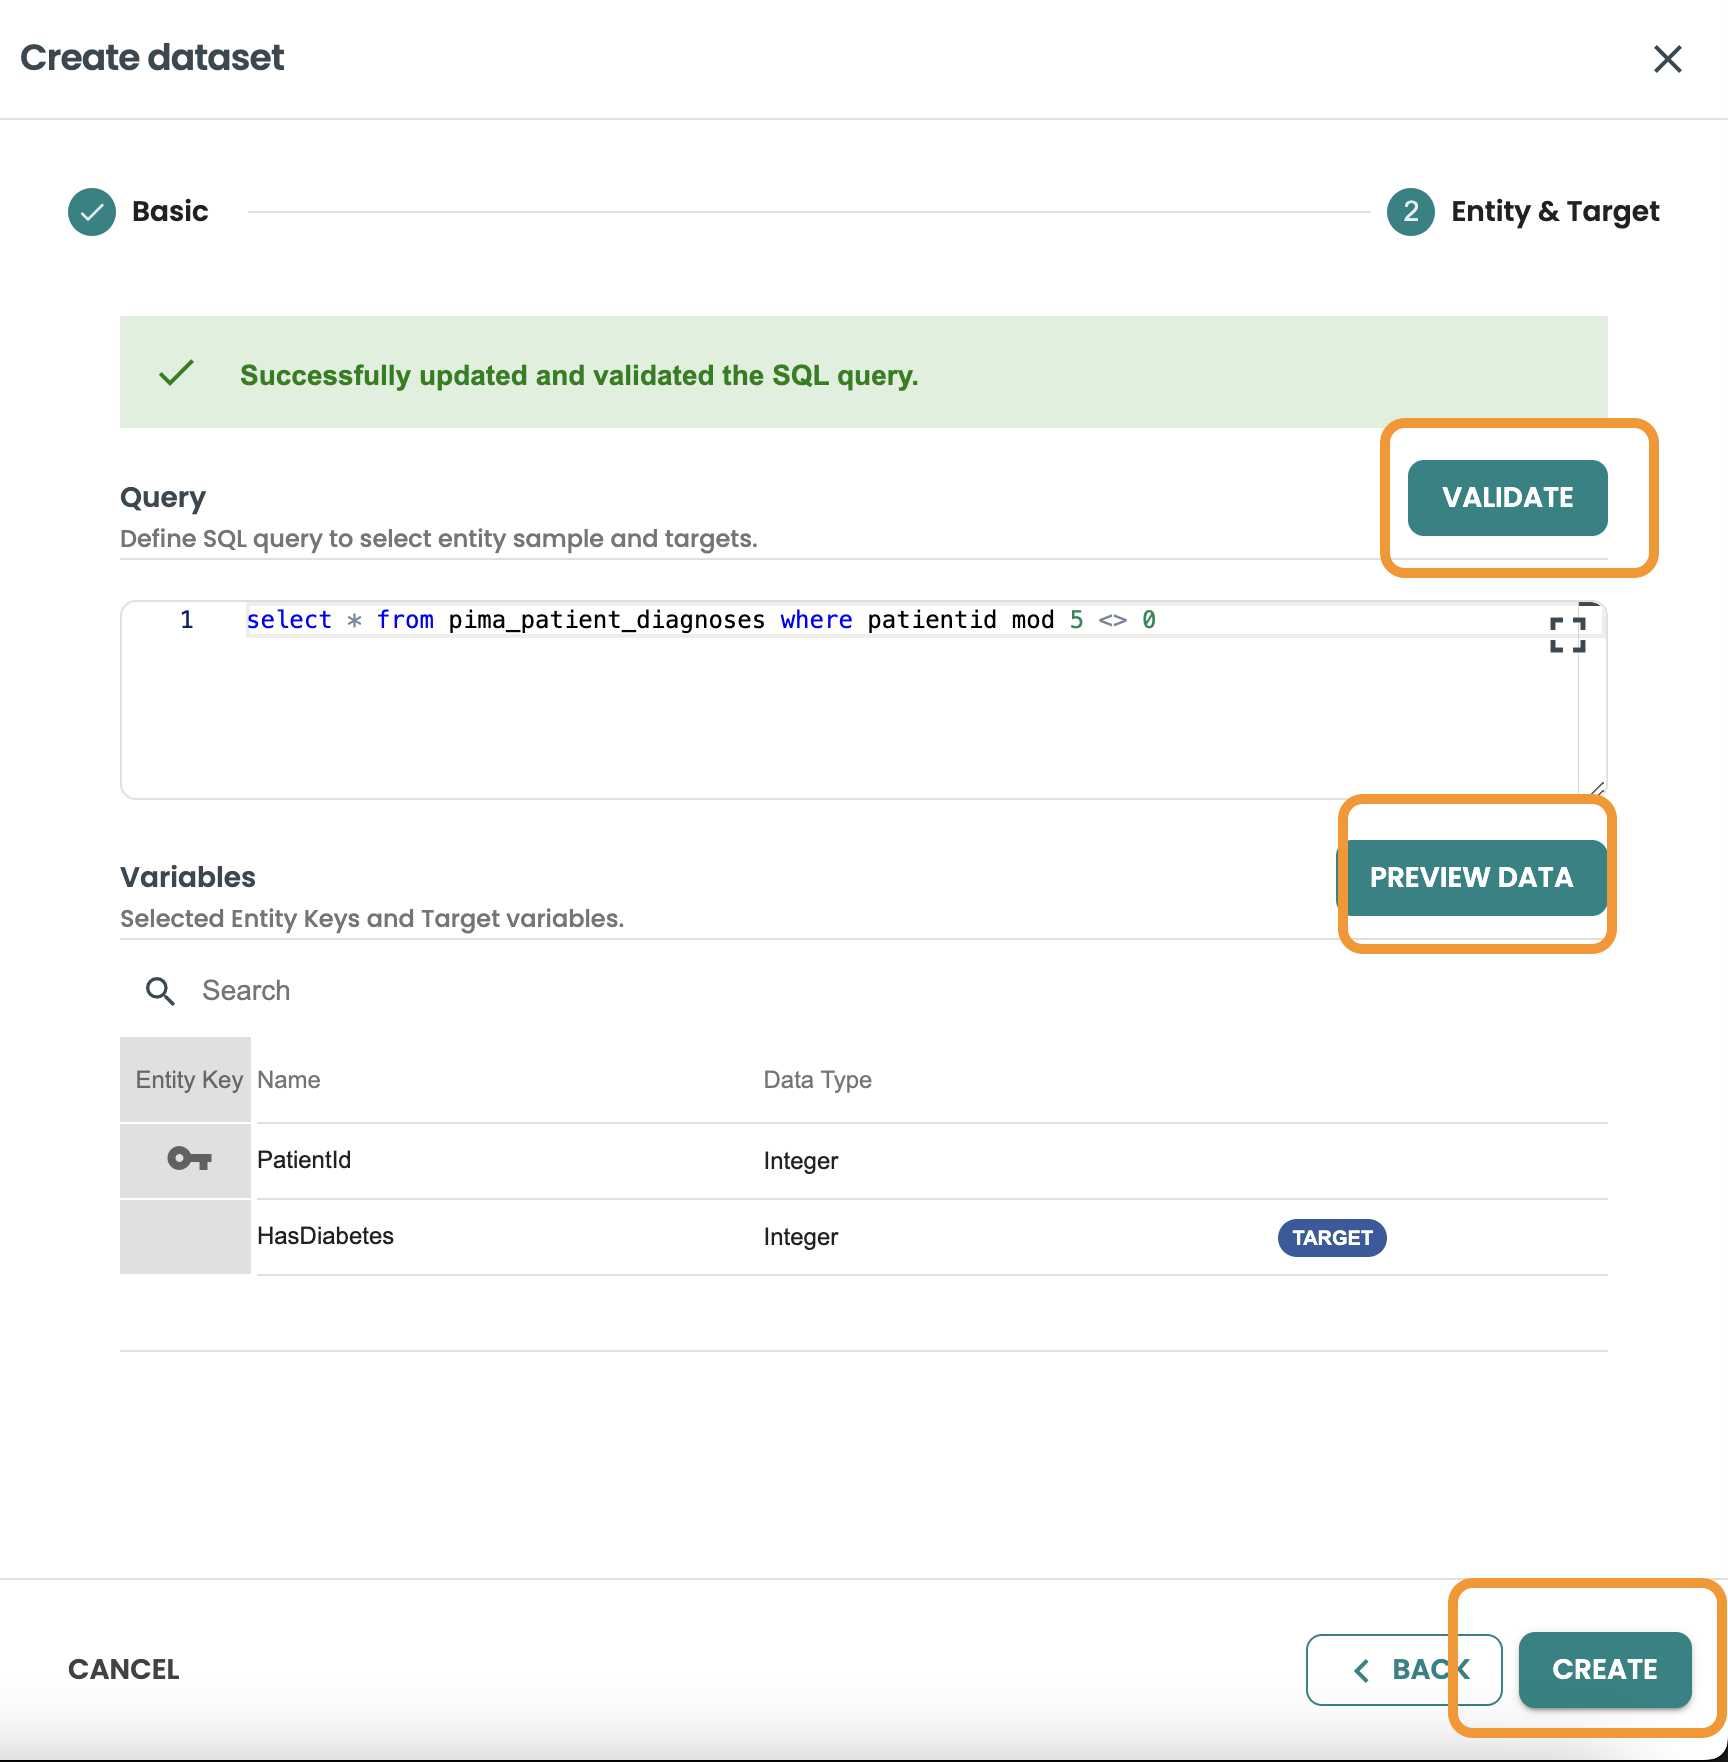 Create dataset
Basic
2 Entity & Target
Successfully updated and validated the SQL query.
Query
VALIDATE
Define SQL query to select entity sample and targets.
1 select * from pima_patient_diagnoses where patientid mod 5 <> 0
Variables
PREVIEW DATA
Selected Entity Keys and Target variables.
Search
Entity Key Name Data Type
PatientId Integer
HasDiabetes Integer TARGET
CANCEL BACK CREATE